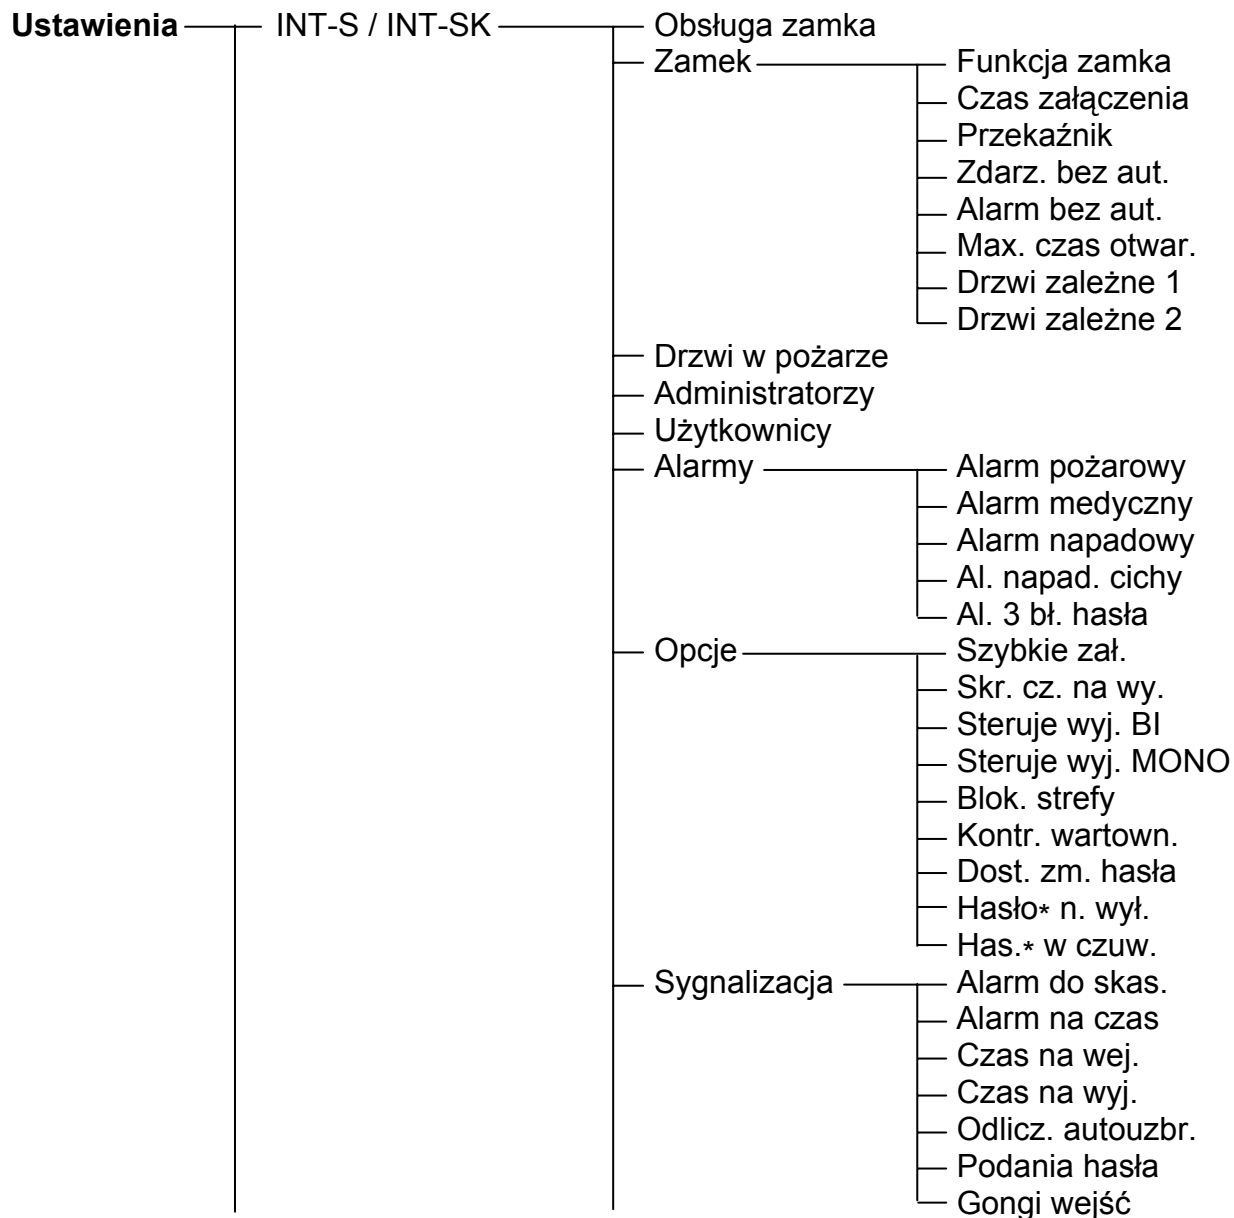 Ustawienia INT-S / INT-SK Obsługa zamka
Zamek Funkcja zamka
Czas załączenia
Przekaźnik
Zdarz. bez aut.
Alarm bez aut.
Max. czas otwar.
Drzwi zależne 1
Drzwi zależne 2
Drzwi w pożarze
Administratorzy
Użytkownicy
Alarmy Alarm pożarowy
Alarm medyczny
Alarm napadowy
Al. napad. cichy
Al. 3 bł. hasła
Opcje Szybkie zał.
Skr. cz. na wy.
Steruje wyj. BI
Steruje wyj. MONO
Blok. strefy
Kontr. wartown.
Dost. zm. hasła
Hasło* n. wył.
Has.* w czuw.
Sygnalizacja Alarm do skas.
Alarm na czas
Czas na wej.
Czas na wyj.
Odlicz. autouzbr.
Podania hasła
Gongi wejść